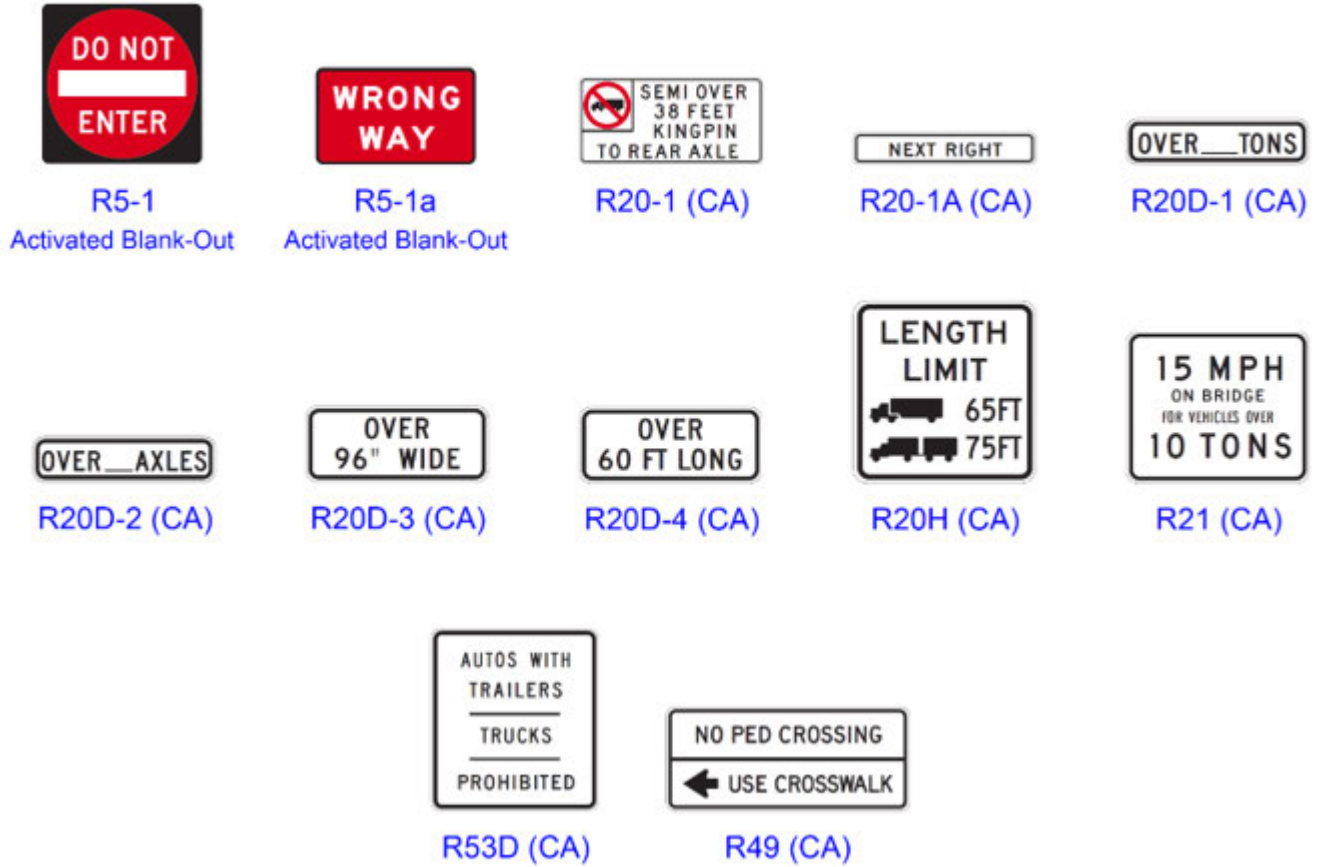 DO NOT
ENTER
R5-1
Activated Blank-Out
WRONG
WAY
R5-1a
Activated Blank-Out
SEMI OVER
38 FEET
KINGPIN
TO REAR AXLE
R20-1 (CA)
NEXT RIGHT
R20-1A (CA)
OVER___TONS
R20D-1 (CA)
OVER__AXLES
R20D-2 (CA)
OVER
96" WIDE
R20D-3 (CA)
OVER
60 FT LONG
R20D-4 (CA)
LENGTH
LIMIT
65FT
75FT
R20H (CA)
15 MPH
ON BRIDGE
FOR VEHICLES OVER
10 TONS
R21 (CA)
AUTOS WITH
TRAILERS
TRUCKS
PROHIBITED
R53D (CA)
NO PED CROSSING
USE CROSSWALK
R49 (CA)